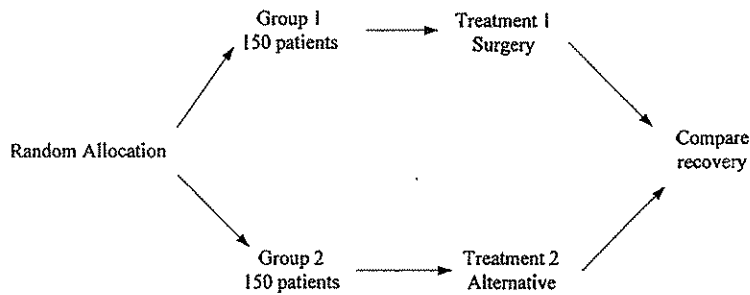 Group 1
150 patients
Treatment 1
Surgery
Random Allocation
Compare
recovery
Group 2
150 patients
Treatment 2
Alternative